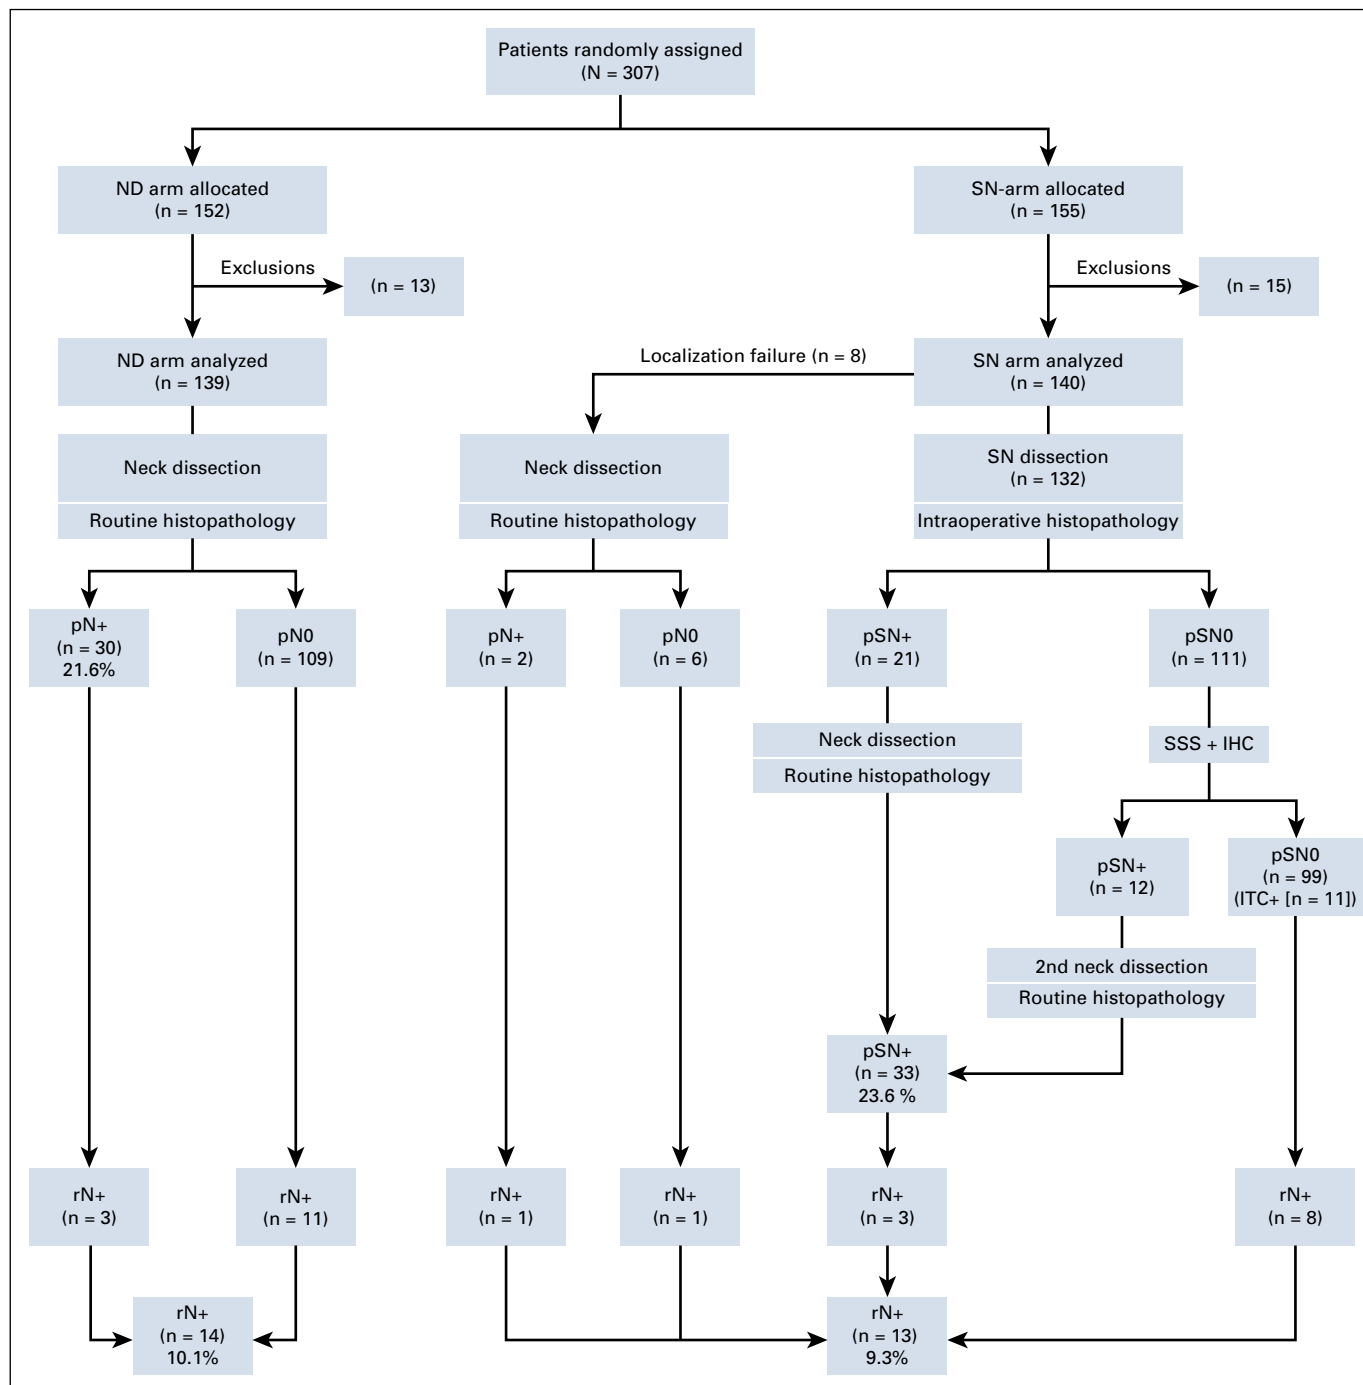 Patients randomly assigned
(N = 307)
ND arm allocated
(n = 152)
SN-arm allocated
(n = 155)
Exclusions
(n = 13)
Exclusions
(n = 15)
ND arm analyzed
(n = 139)
Localization failure (n = 8)
SN arm analyzed
(n = 140)
Neck dissection
Routine histopathology
Neck dissection
Routine histopathology
SN dissection
(n = 132)
Intraoperative histopathology
pN+
(n = 30)
21.6%
pN0
(n = 109)
pN+
(n = 2)
pN0
(n = 6)
pSN+
(n = 21)
pSN0
(n = 111)
Neck dissection
Routine histopathology
SSS + IHC
pSN+
(n = 12)
pSN0
(n = 99)
(ITC+ [n = 11])
2nd neck dissection
Routine histopathology
pSN+
(n = 33)
23.6 %
rN+
(n = 3)
rN+
(n = 11)
rN+
(n = 1)
rN+
(n = 1)
rN+
(n = 3)
rN+
(n = 8)
rN+
(n = 14)
10.1%
rN+
(n = 13)
9.3%